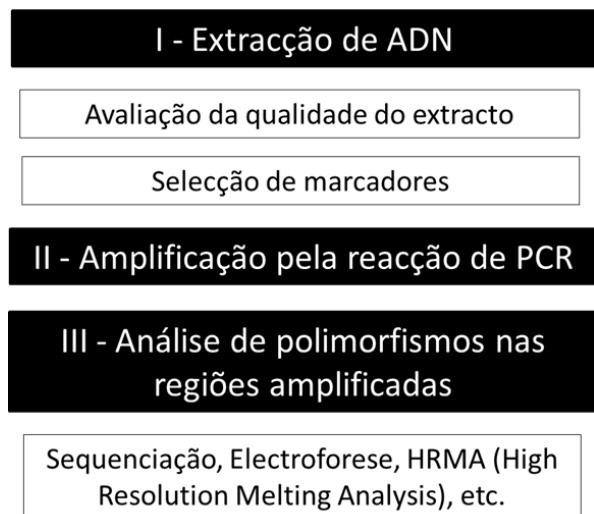 I - Extracção de ADN
Avaliação da qualidade do extracto
Selecção de marcadores
II - Amplificação pela reacção de PCR
III - Análise de polimorfismos nas
regiões amplificadas
Sequenciação, Electroforese, HRMA (High
Resolution Melting Analysis), etc.